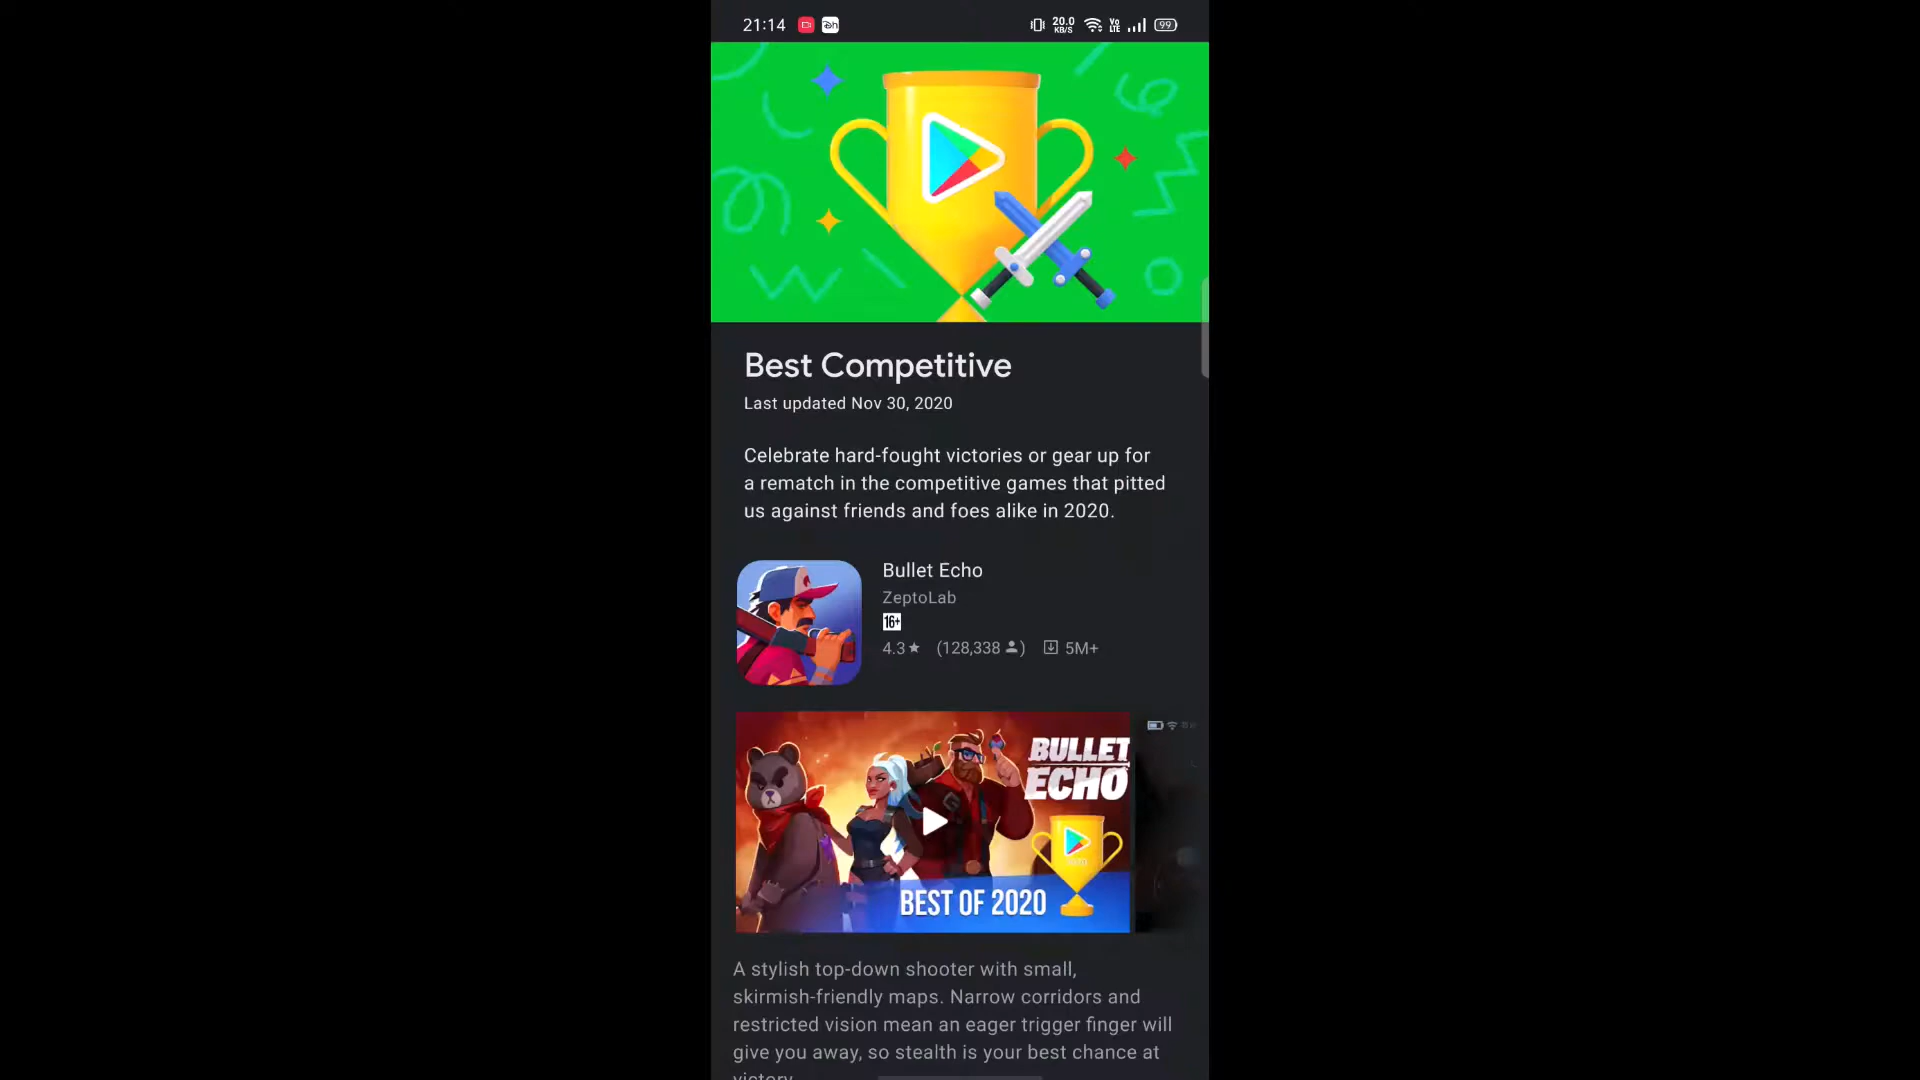 21:14
20.0
KB/S
Vo
LTE
99
Best Competitive
Last updated Nov 30, 2020
Celebrate hard-fought victories or gear up for
a rematch in the competitive games that pitted
us against friends and foes alike in 2020.
Bullet Echo
ZeptoLab
16+
4.3★ (128,338) 5M+
BULLET
ECHO
2020
BEST OF 2020
A stylish top-down shooter with small,
skirmish-friendly maps. Narrow corridors and
restricted vision mean an eager trigger finger will
give you away, so stealth is your best chance at
victory.